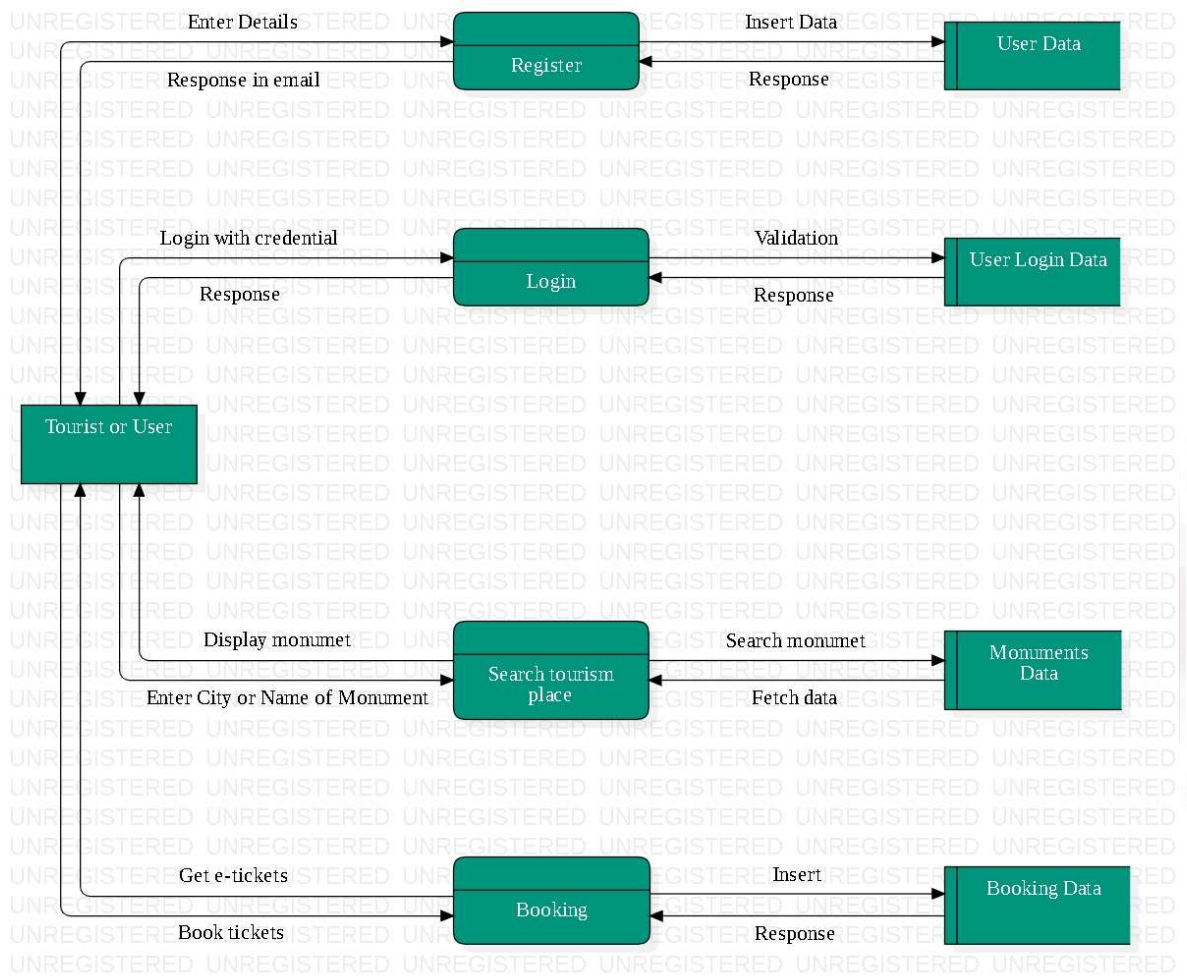 Enter Details
Insert Data
User Data
Register
Response in email
Response
Login with credential
Validation
User Login Data
Login
Response
Response
Tourist or User
Display monumet
Search monumet
Monuments
Data
Search tourism
place
Enter City or Name of Monument
Fetch data
Get e-tickets
Insert
Booking Data
Booking
Book tickets
Response
UNREGISTERED